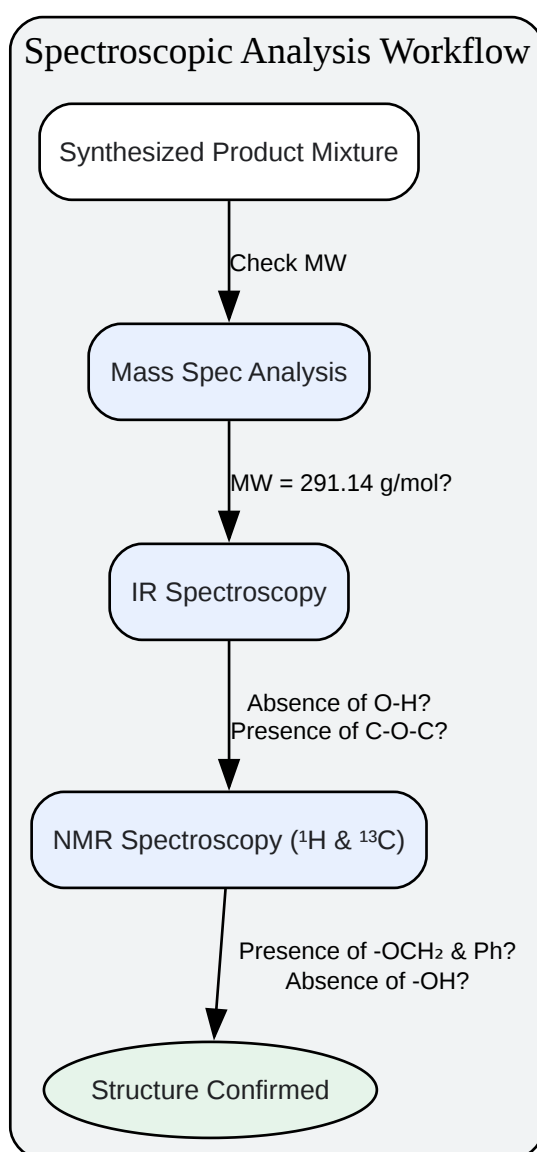 Spectroscopic Analysis Workflow
Synthesized Product Mixture
Check MW
Mass Spec Analysis
MW = 291.14 g/mol?
IR Spectroscopy
Absence of O-H?
Presence of C-O-C?
NMR Spectroscopy (¹H & ¹³C)
Presence of -OCH₂ & Ph?
Absence of -OH?
Structure Confirmed